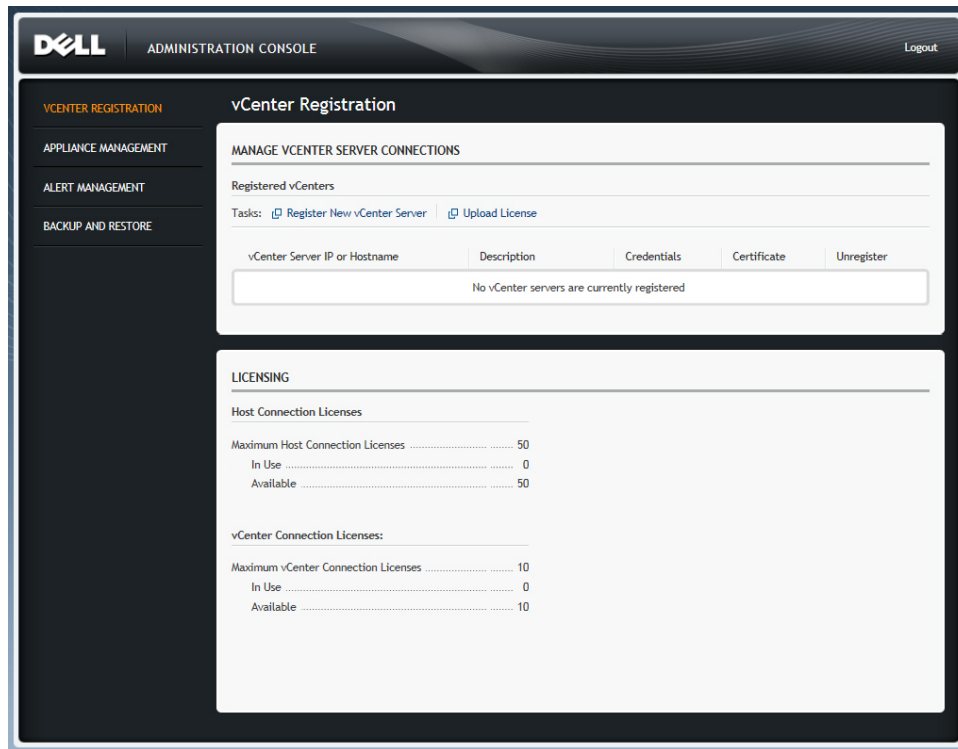 DELL ADMINISTRATION CONSOLE Logout
VCENTER REGISTRATION
APPLIANCE MANAGEMENT
ALERT MANAGEMENT
BACKUP AND RESTORE
vCenter Registration
MANAGE VCENTER SERVER CONNECTIONS
Registered vCenters
Tasks: Register New vCenter Server Upload License
vCenter Server IP or Hostname Description Credentials Certificate Unregister
No vCenter servers are currently registered
LICENSING
Host Connection Licenses
Maximum Host Connection Licenses 50
In Use 0
Available 50
vCenter Connection Licenses:
Maximum vCenter Connection Licenses 10
In Use 0
Available 10